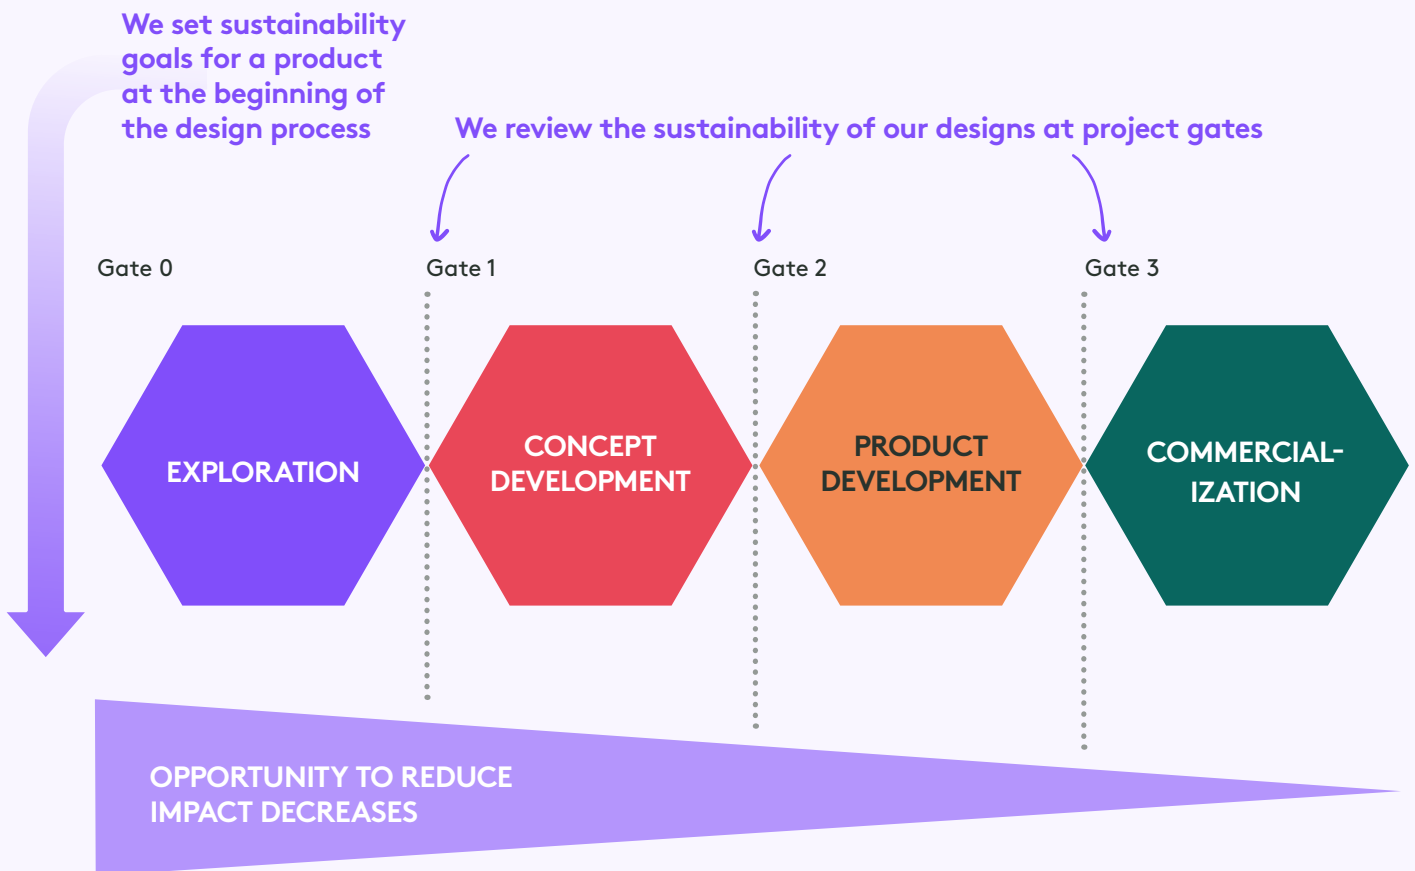 We set sustainability
goals for a product
at the beginning of
the design process
We review the sustainability of our designs at project gates
Gate 0
Gate 1
Gate 2
Gate 3
EXPLORATION
CONCEPT
DEVELOPMENT
PRODUCT
DEVELOPMENT
COMMERCIAL-
IZATION
OPPORTUNITY TO REDUCE
IMPACT DECREASES